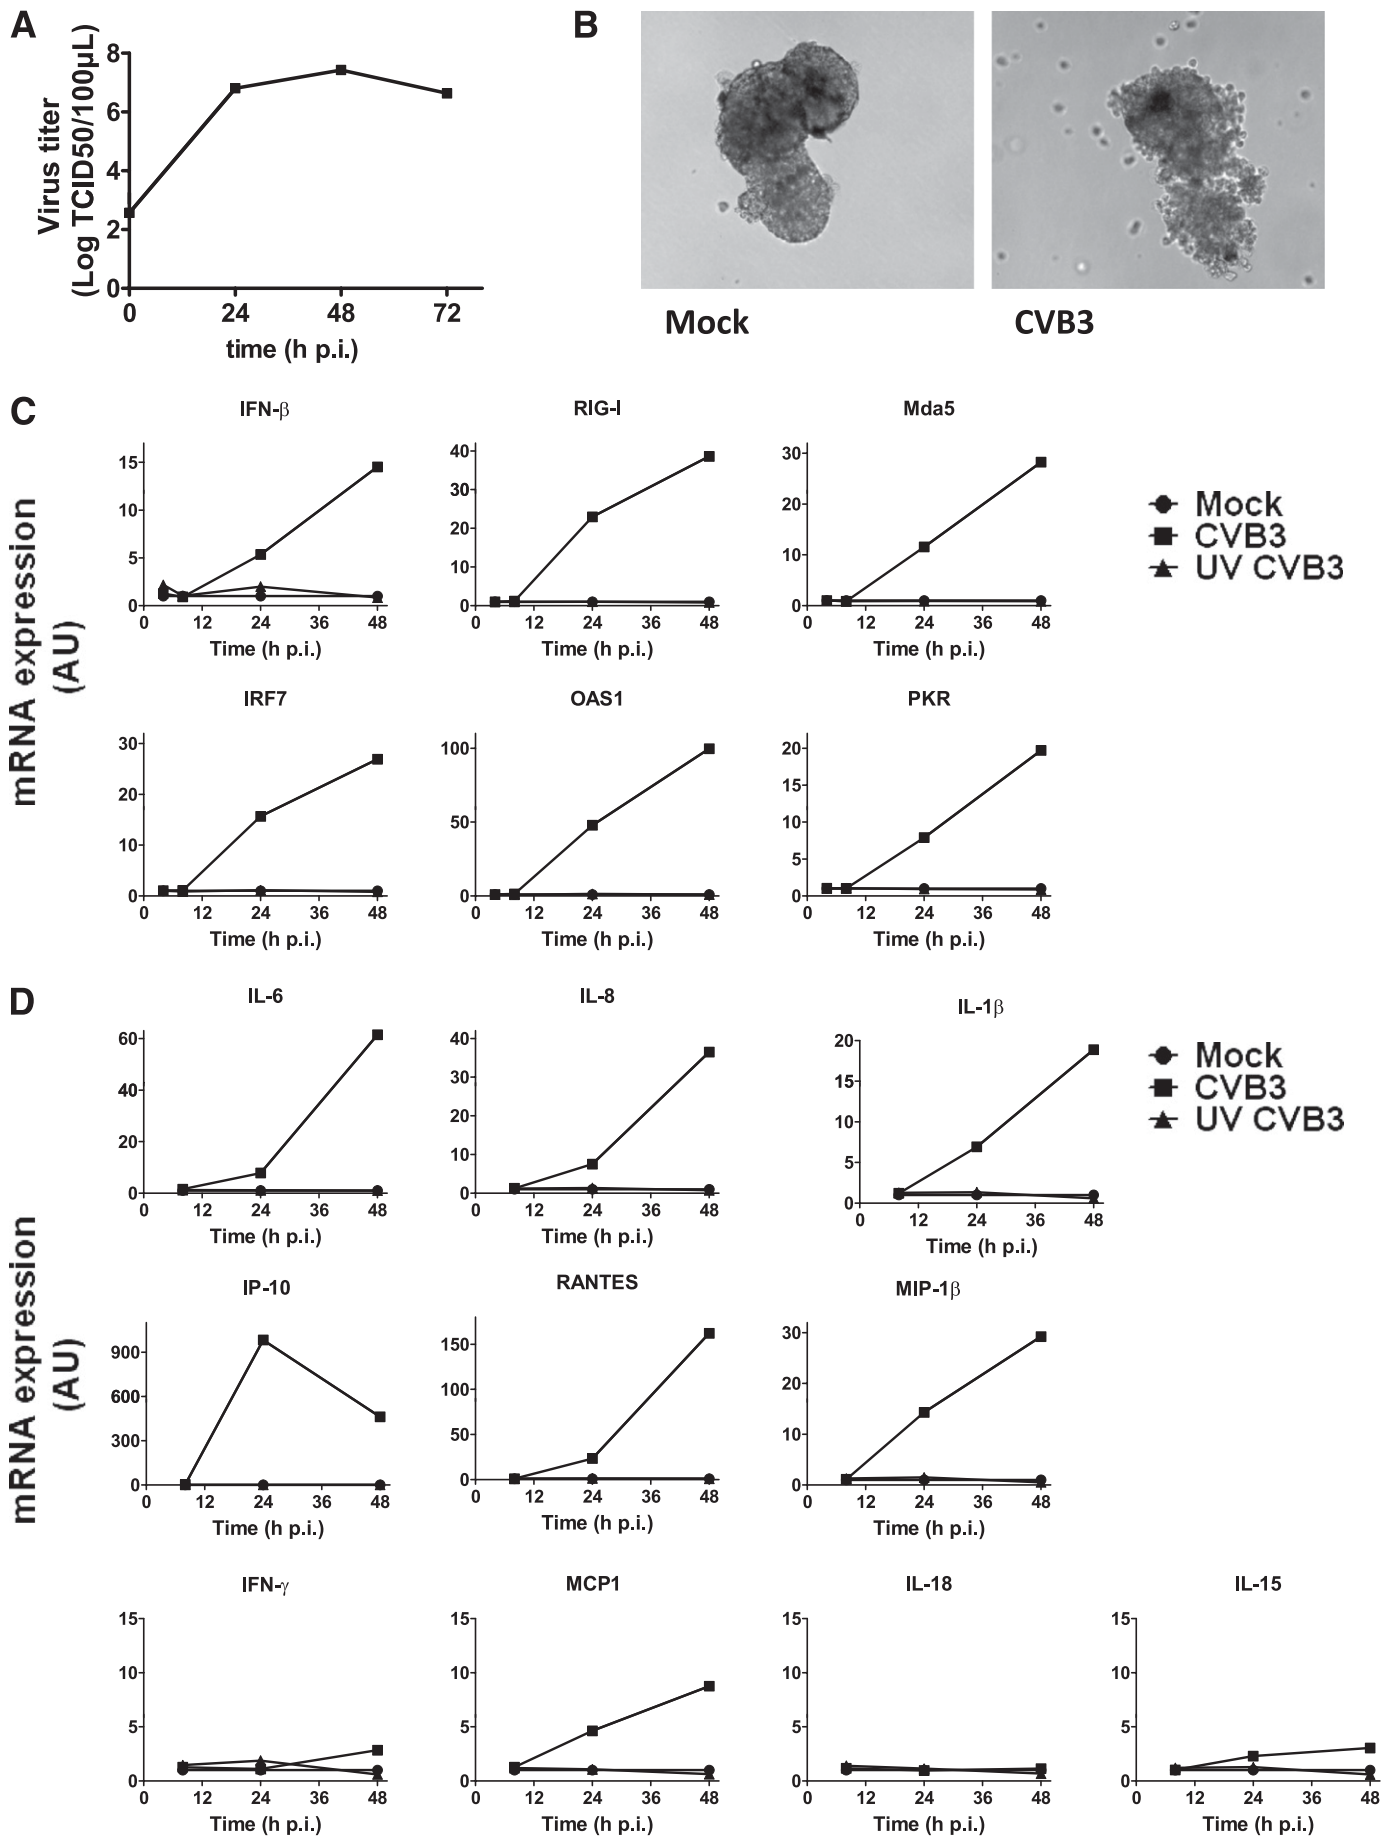 A
Virus titer
(Log TCID50/100µL)
8
6
4
2
0
0 24 48 72
time (h p.i.)
B
Mock CVB3
C
mRNA expression
(AU)
IFN-β RIG-I Mda5
15
10
5
0
0 12 24 36 48
Time (h p.i.)
40
30
20
10
0
0 12 24 36 48
Time (h p.i.)
30
20
10
0
0 12 24 36 48
Time (h p.i.)
Mock
CVB3
UV CVB3
IRF7 OAS1 PKR
30
20
10
0
0 12 24 36 48
Time (h p.i.)
100
50
0
0 12 24 36 48
Time (h p.i.)
20
15
10
5
0
0 12 24 36 48
Time (h p.i.)
D
mRNA expression
(AU)
IL-6 IL-8 IL-1β
60
40
20
0
0 12 24 36 48
Time (h p.i.)
40
30
20
10
0
0 12 24 36 48
Time (h p.i.)
20
15
10
5
0
0 12 24 36 48
Time (h p.i.)
Mock
CVB3
UV CVB3
IP-10 RANTES MIP-1β
900
600
300
0
0 12 24 36 48
Time (h p.i.)
150
100
50
0
0 12 24 36 48
Time (h p.i.)
30
20
10
0
0 12 24 36 48
Time (h p.i.)
IFN-γ MCP1 IL-18 IL-15
15
10
5
0
0 12 24 36 48
Time (h p.i.)
15
10
5
0
0 12 24 36 48
Time (h p.i.)
15
10
5
0
0 12 24 36 48
Time (h p.i.)
15
10
5
0
0 12 24 36 48
Time (h p.i.)